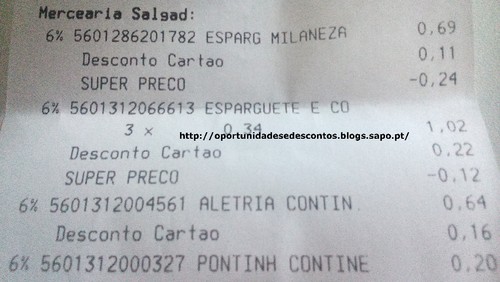 Mercearia Salgad:
6% 5601286201782 ESPARG MILANEZA 0,69
Desconto Cartao 0,11
SUPER PRECO -0,24
6% 5601312066613 ESPARGUETE E CO
3 x 0,34 1,02
http://oportunidadesedescontos.blogs.sapo.pt/
Desconto Cartao 0,22
SUPER PRECO -0,12
6% 5601312004561 ALETRIA CONTIN 0,64
Desconto Cartao 0,16
6% 5601312000327 PONTINH CONTINE 0,20